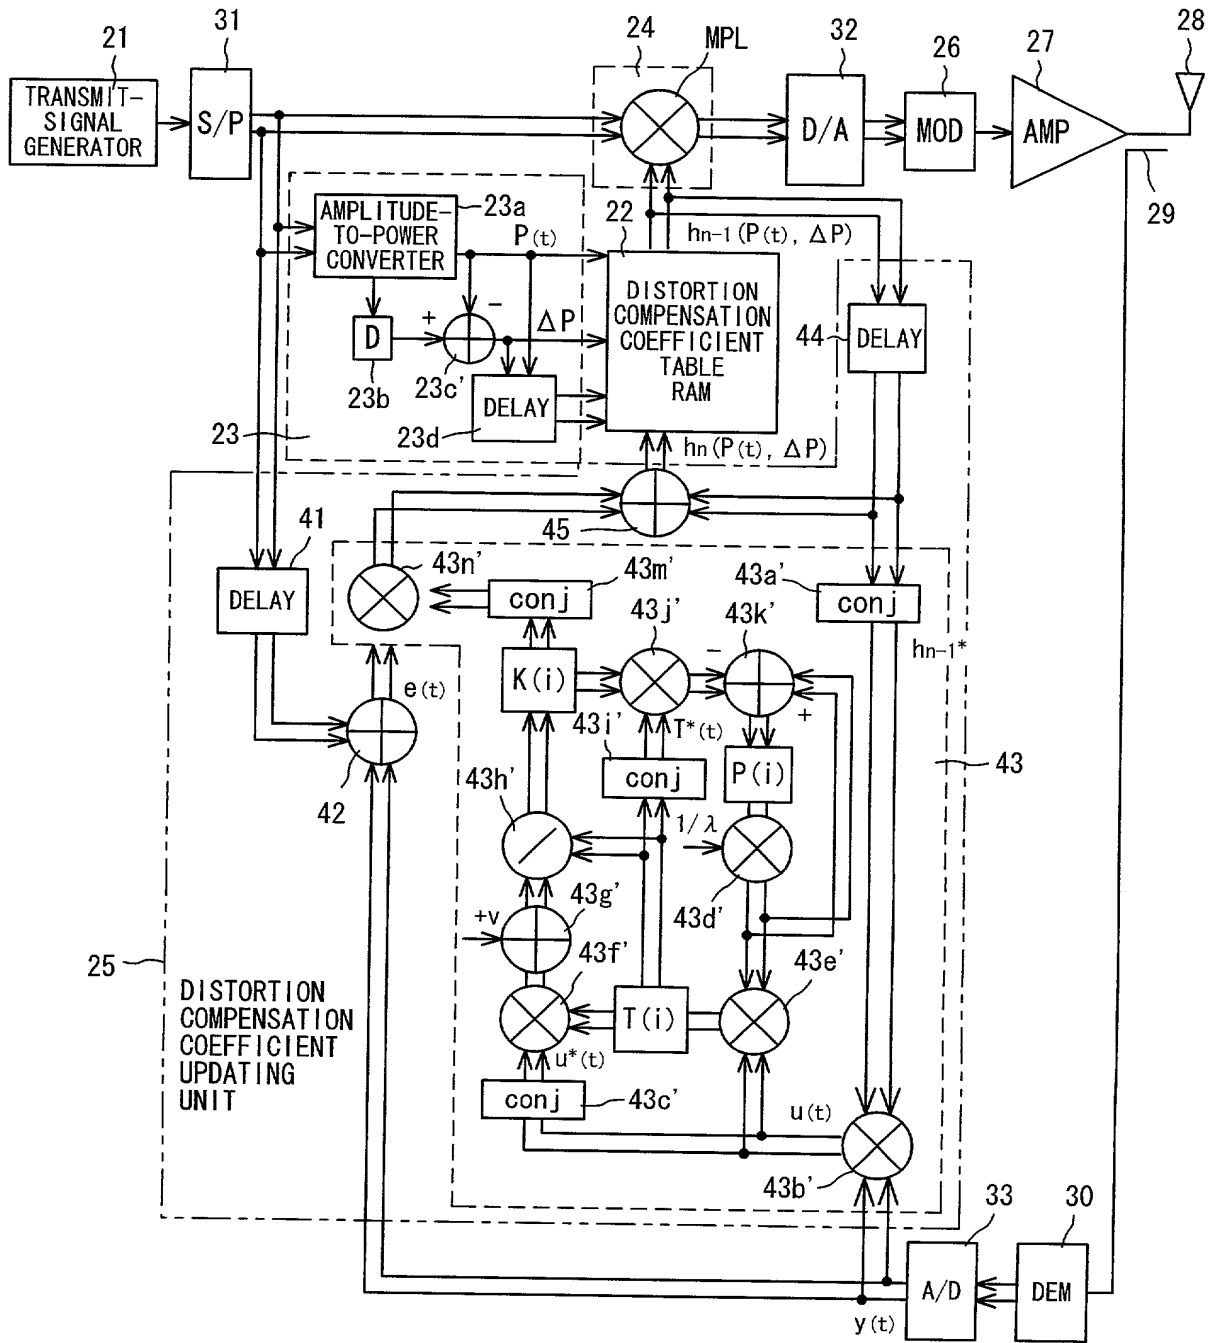 21
31
24
MPL
32
26
27
28
TRANSMIT-
SIGNAL
GENERATOR
S/P
D/A
MOD
AMP
29
AMPLITUDE-
TO-POWER
CONVERTER
23a
P(t)
22
hn-1(P(t), ΔP)
−
+
D
ΔP
DISTORTION
COMPENSATION
COEFFICIENT
TABLE
RAM
44
DELAY
23b
23c'
DELAY
23
23d
hn(P(t), ΔP)
45
41
DELAY
43n'
43m'
conj
43a'
conj
hn-1*
43j'
43k'
−
+
K(i)
e(t)
43i'
T*(t)
42
conj
P(i)
43
43h'
1/λ
43d'
43g'
+v
43f'
43e'
25
DISTORTION
COMPENSATION
COEFFICIENT
UPDATING
UNIT
T(i)
u*(t)
conj
43c'
u(t)
43b'
33
30
A/D
DEM
y(t)